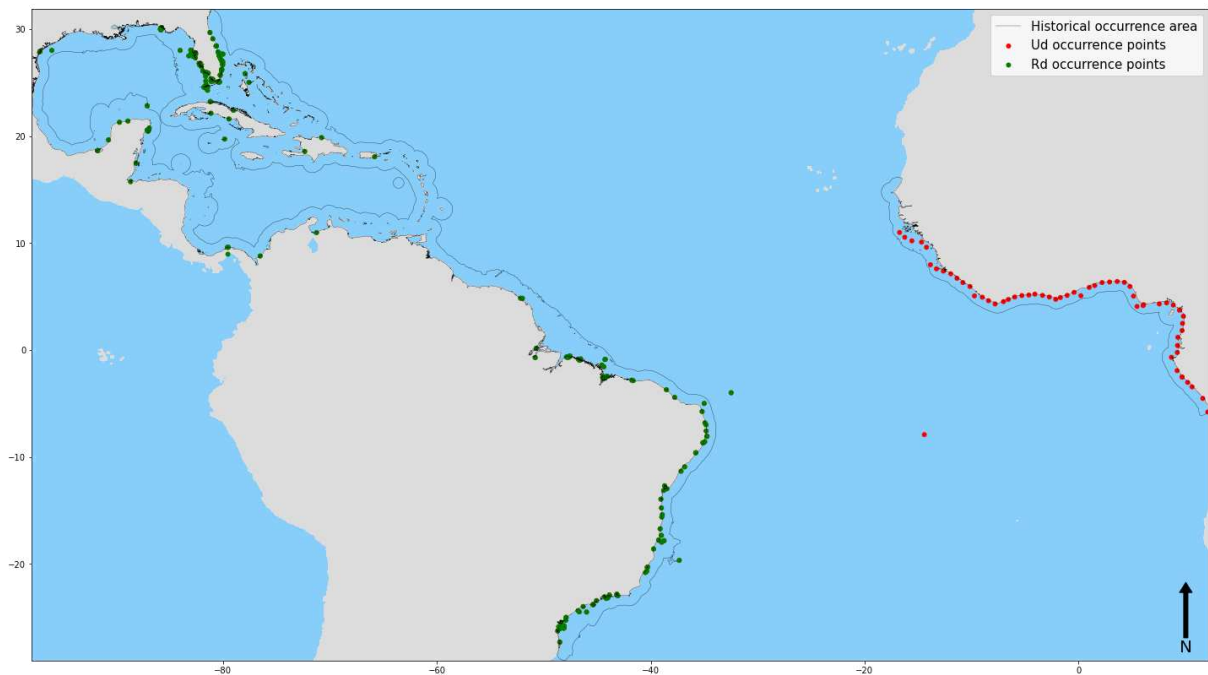 Historical occurrence area
Ud occurrence points
Rd occurrence points
30
20
10
0
−10
−20
N
−80
−60
−40
−20
0